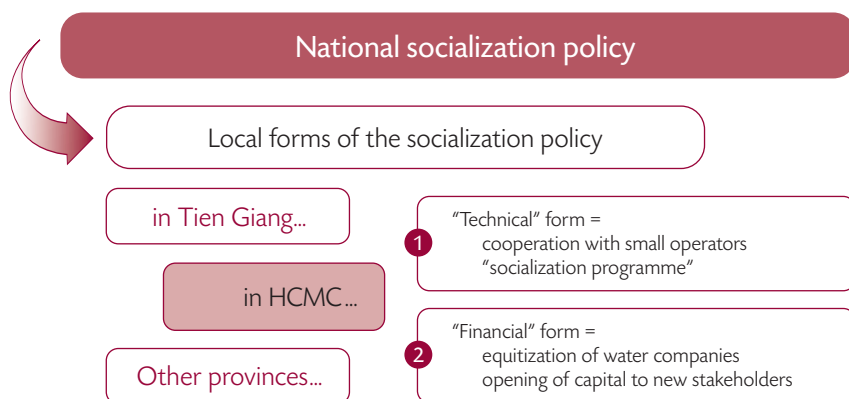 National socialization policy
Local forms of the socialization policy
in Tien Giang...
in HCMC...
Other provinces...
1
“Technical” form =
cooperation with small operators
“socialization programme”
2
“Financial” form =
equitization of water companies
opening of capital to new stakeholders